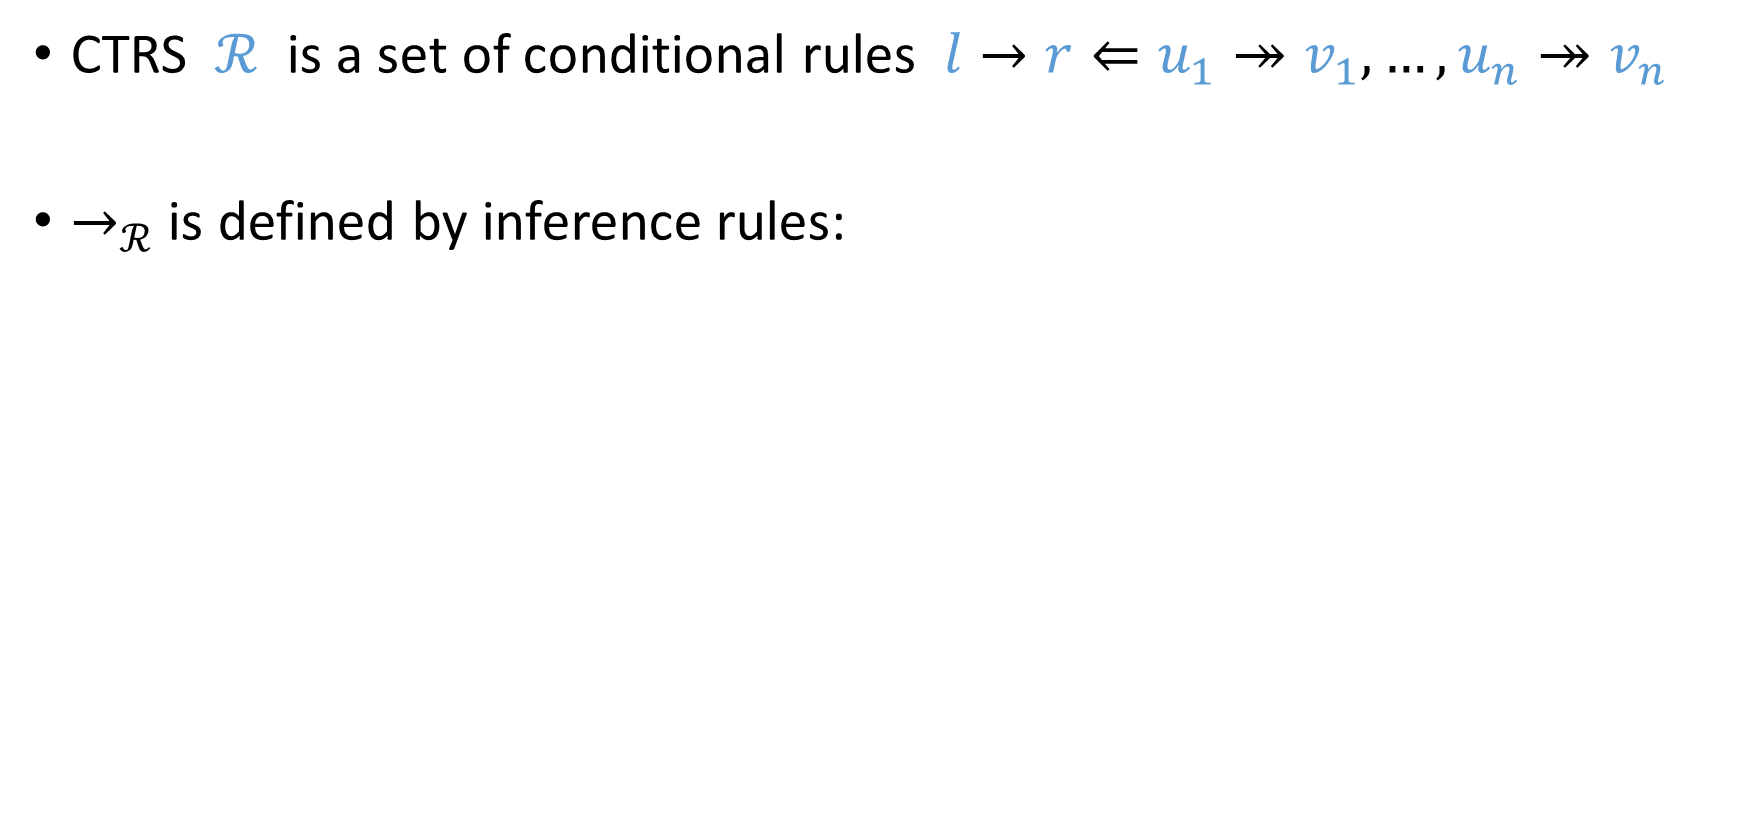 • CTRS ℛ is a set of conditional rules 𝑙 → 𝑟 ⇐ 𝑢₁ ↠ 𝑣₁, … , 𝑢ₙ ↠ 𝑣ₙ
• →ℛ is defined by inference rules: